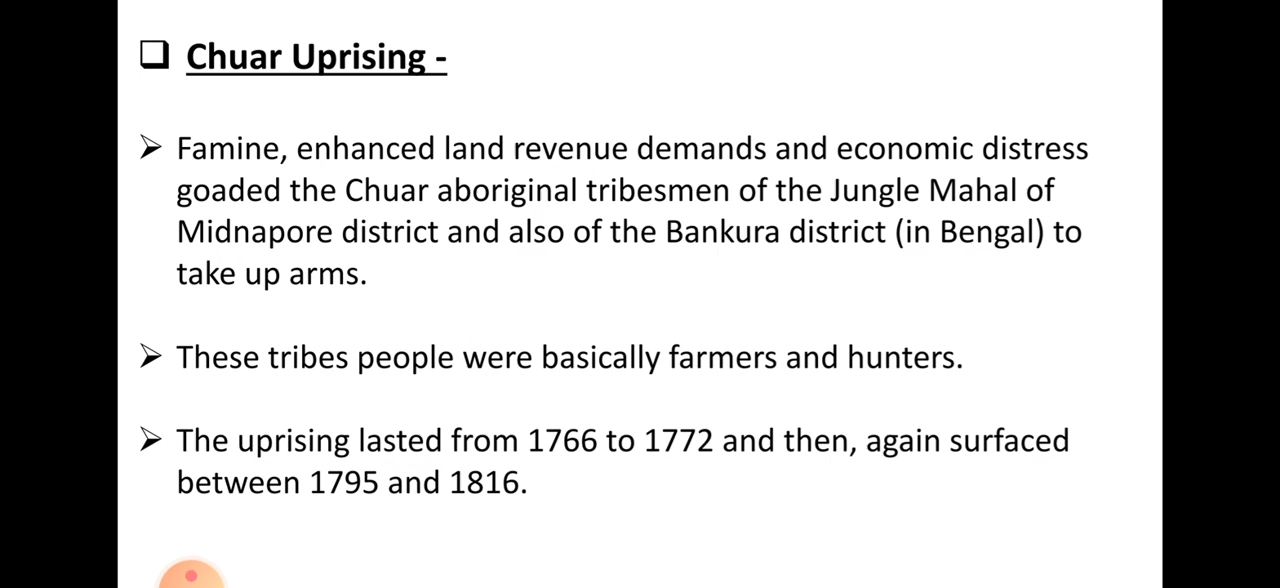 ❑ Chuar Uprising -
➢ Famine, enhanced land revenue demands and economic distress
goaded the Chuar aboriginal tribesmen of the Jungle Mahal of
Midnapore district and also of the Bankura district (in Bengal) to
take up arms.
➢ These tribes people were basically farmers and hunters.
➢ The uprising lasted from 1766 to 1772 and then, again surfaced
between 1795 and 1816.